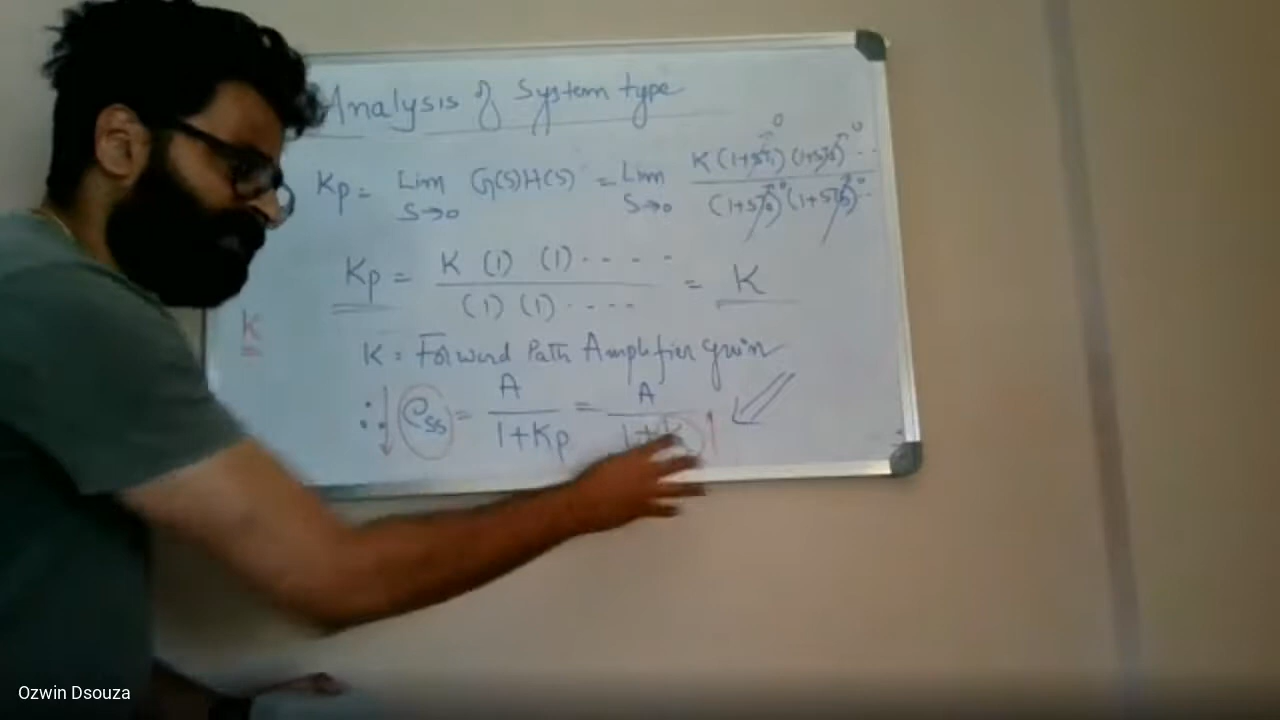 Analysis of System type
Kp = Lim S→0 G(S)H(S) = Lim S→0 K(1+ST₁)(1+ST₂)... / (1+STa)(1+STb)...
Kp = K (1) (1)..... / (1) (1)..... = K
K
K = Forward Path Amplifier gain
∴ ↓ ess = A / 1+Kp = A / 1+K ↑
Ozwin Dsouza